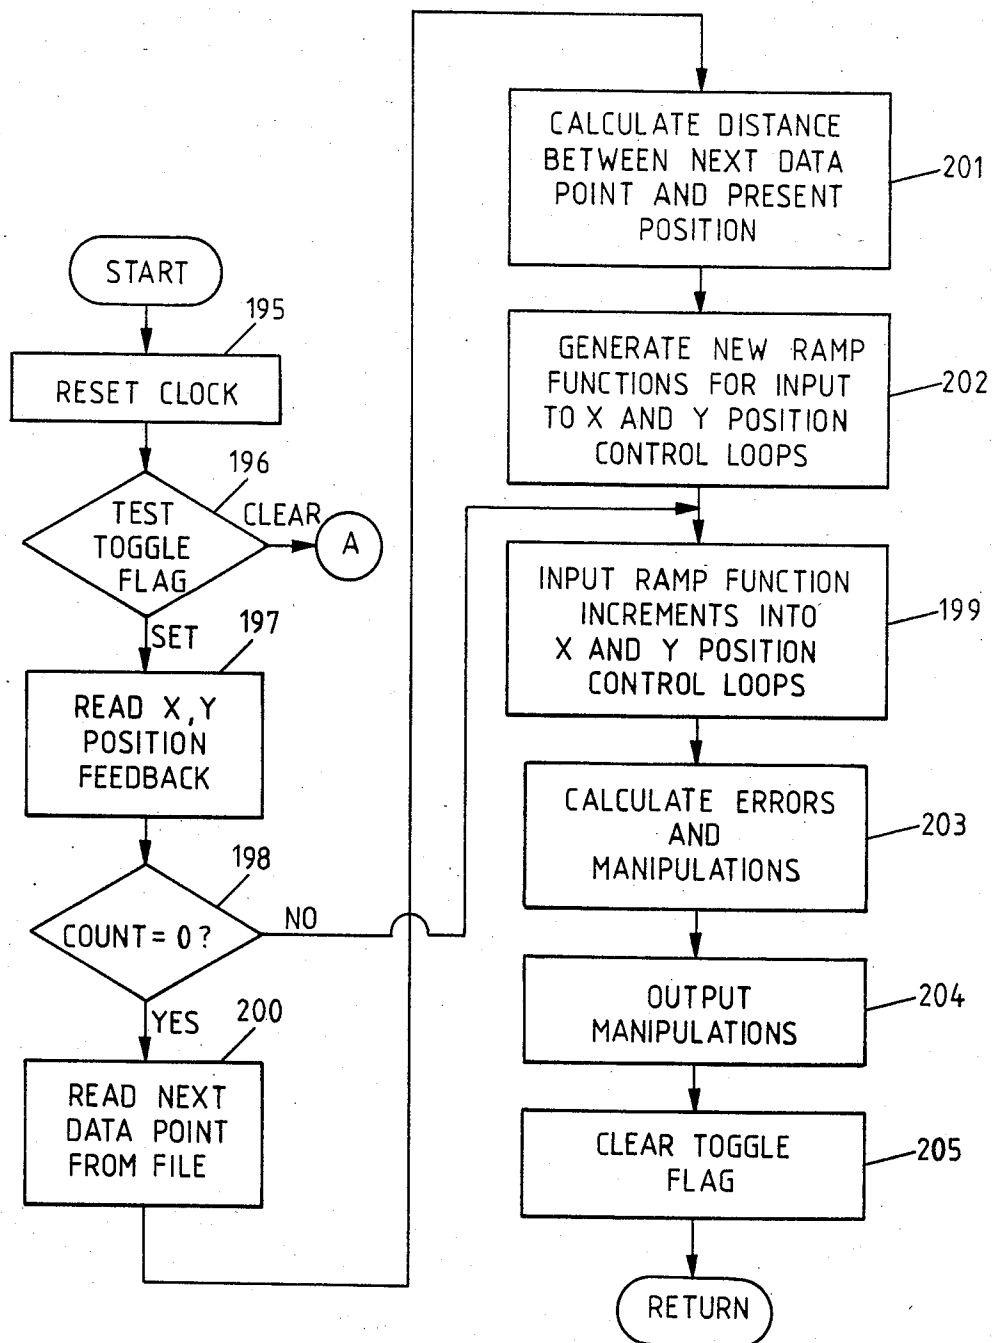 START
195
RESET CLOCK
196
TEST
TOGGLE
FLAG
CLEAR
A
SET
197
READ X,Y
POSITION
FEEDBACK
198
COUNT = 0 ?
NO
YES
200
READ NEXT
DATA POINT
FROM FILE
CALCULATE DISTANCE
BETWEEN NEXT DATA
POINT AND PRESENT
POSITION
201
GENERATE NEW RAMP
FUNCTIONS FOR INPUT
TO X AND Y POSITION
CONTROL LOOPS
202
INPUT RAMP FUNCTION
INCREMENTS INTO
X AND Y POSITION
CONTROL LOOPS
199
CALCULATE ERRORS
AND
MANIPULATIONS
203
OUTPUT
MANIPULATIONS
204
CLEAR TOGGLE
FLAG
205
RETURN